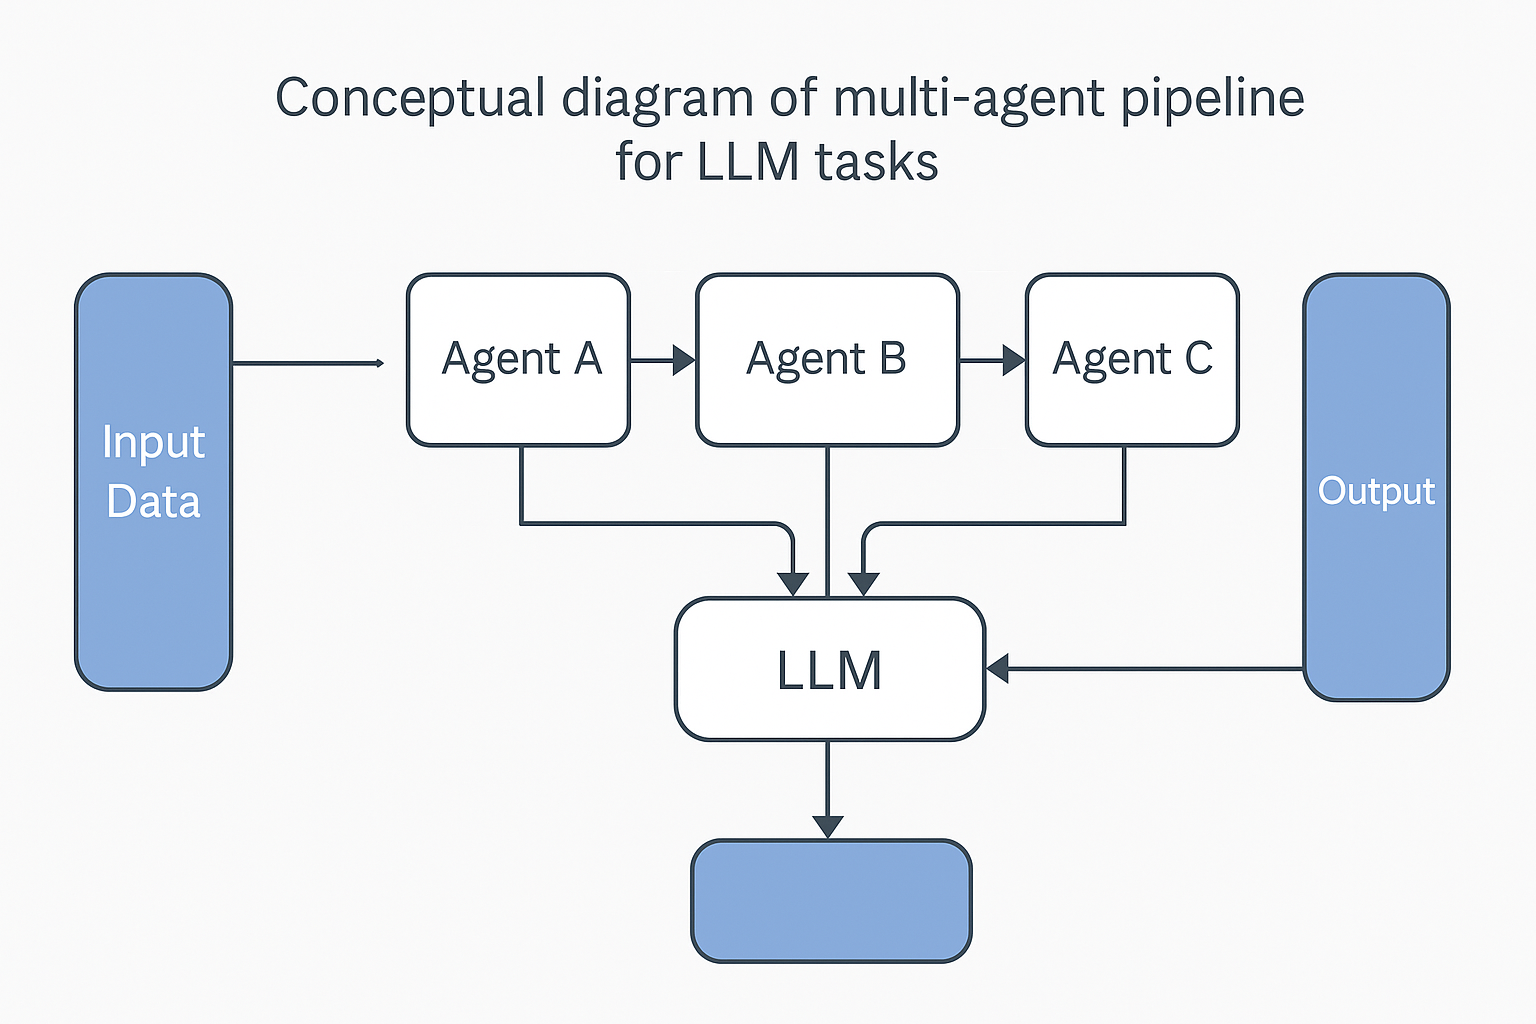 Conceptual diagram of multi-agent pipeline
for LLM tasks
Input
Data
Agent A
Agent B
Agent C
Output
LLM